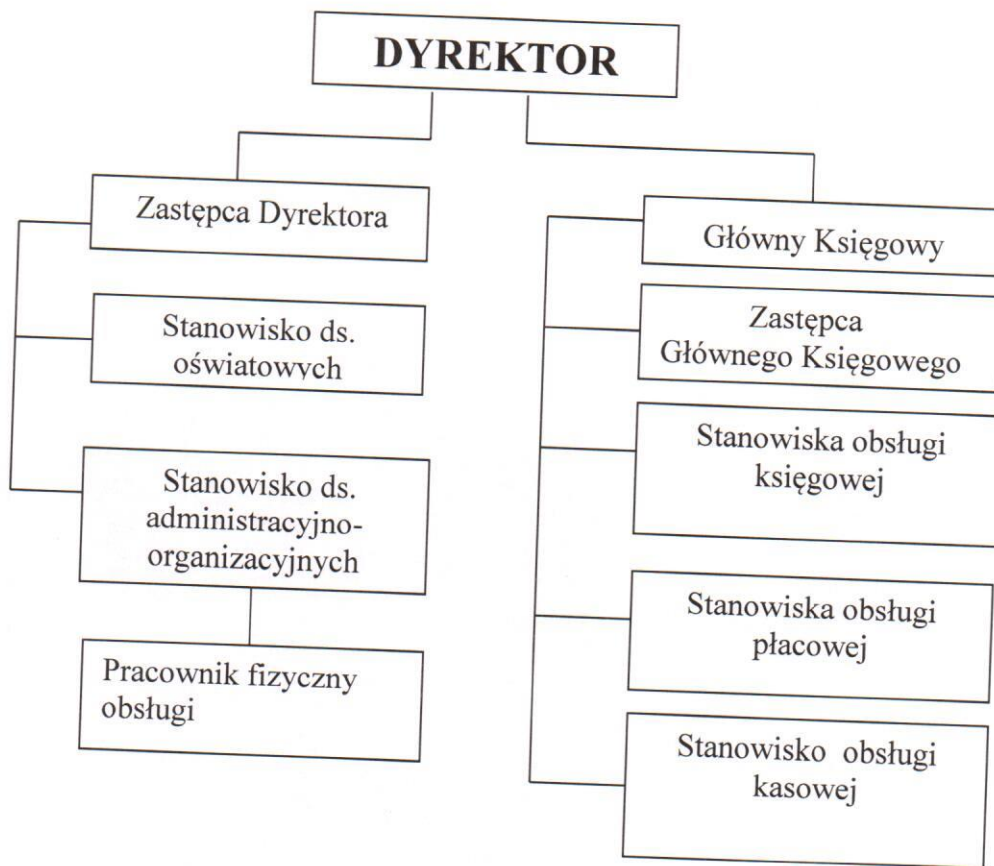 DYREKTOR
Zastępca Dyrektora
Stanowisko ds.
oświatowych
Stanowisko ds.
administracyjno-
organizacyjnych
Pracownik fizyczny
obsługi
Główny Księgowy
Zastępca
Głównego Księgowego
Stanowiska obsługi
księgowej
Stanowiska obsługi
płacowej
Stanowisko obsługi
kasowej